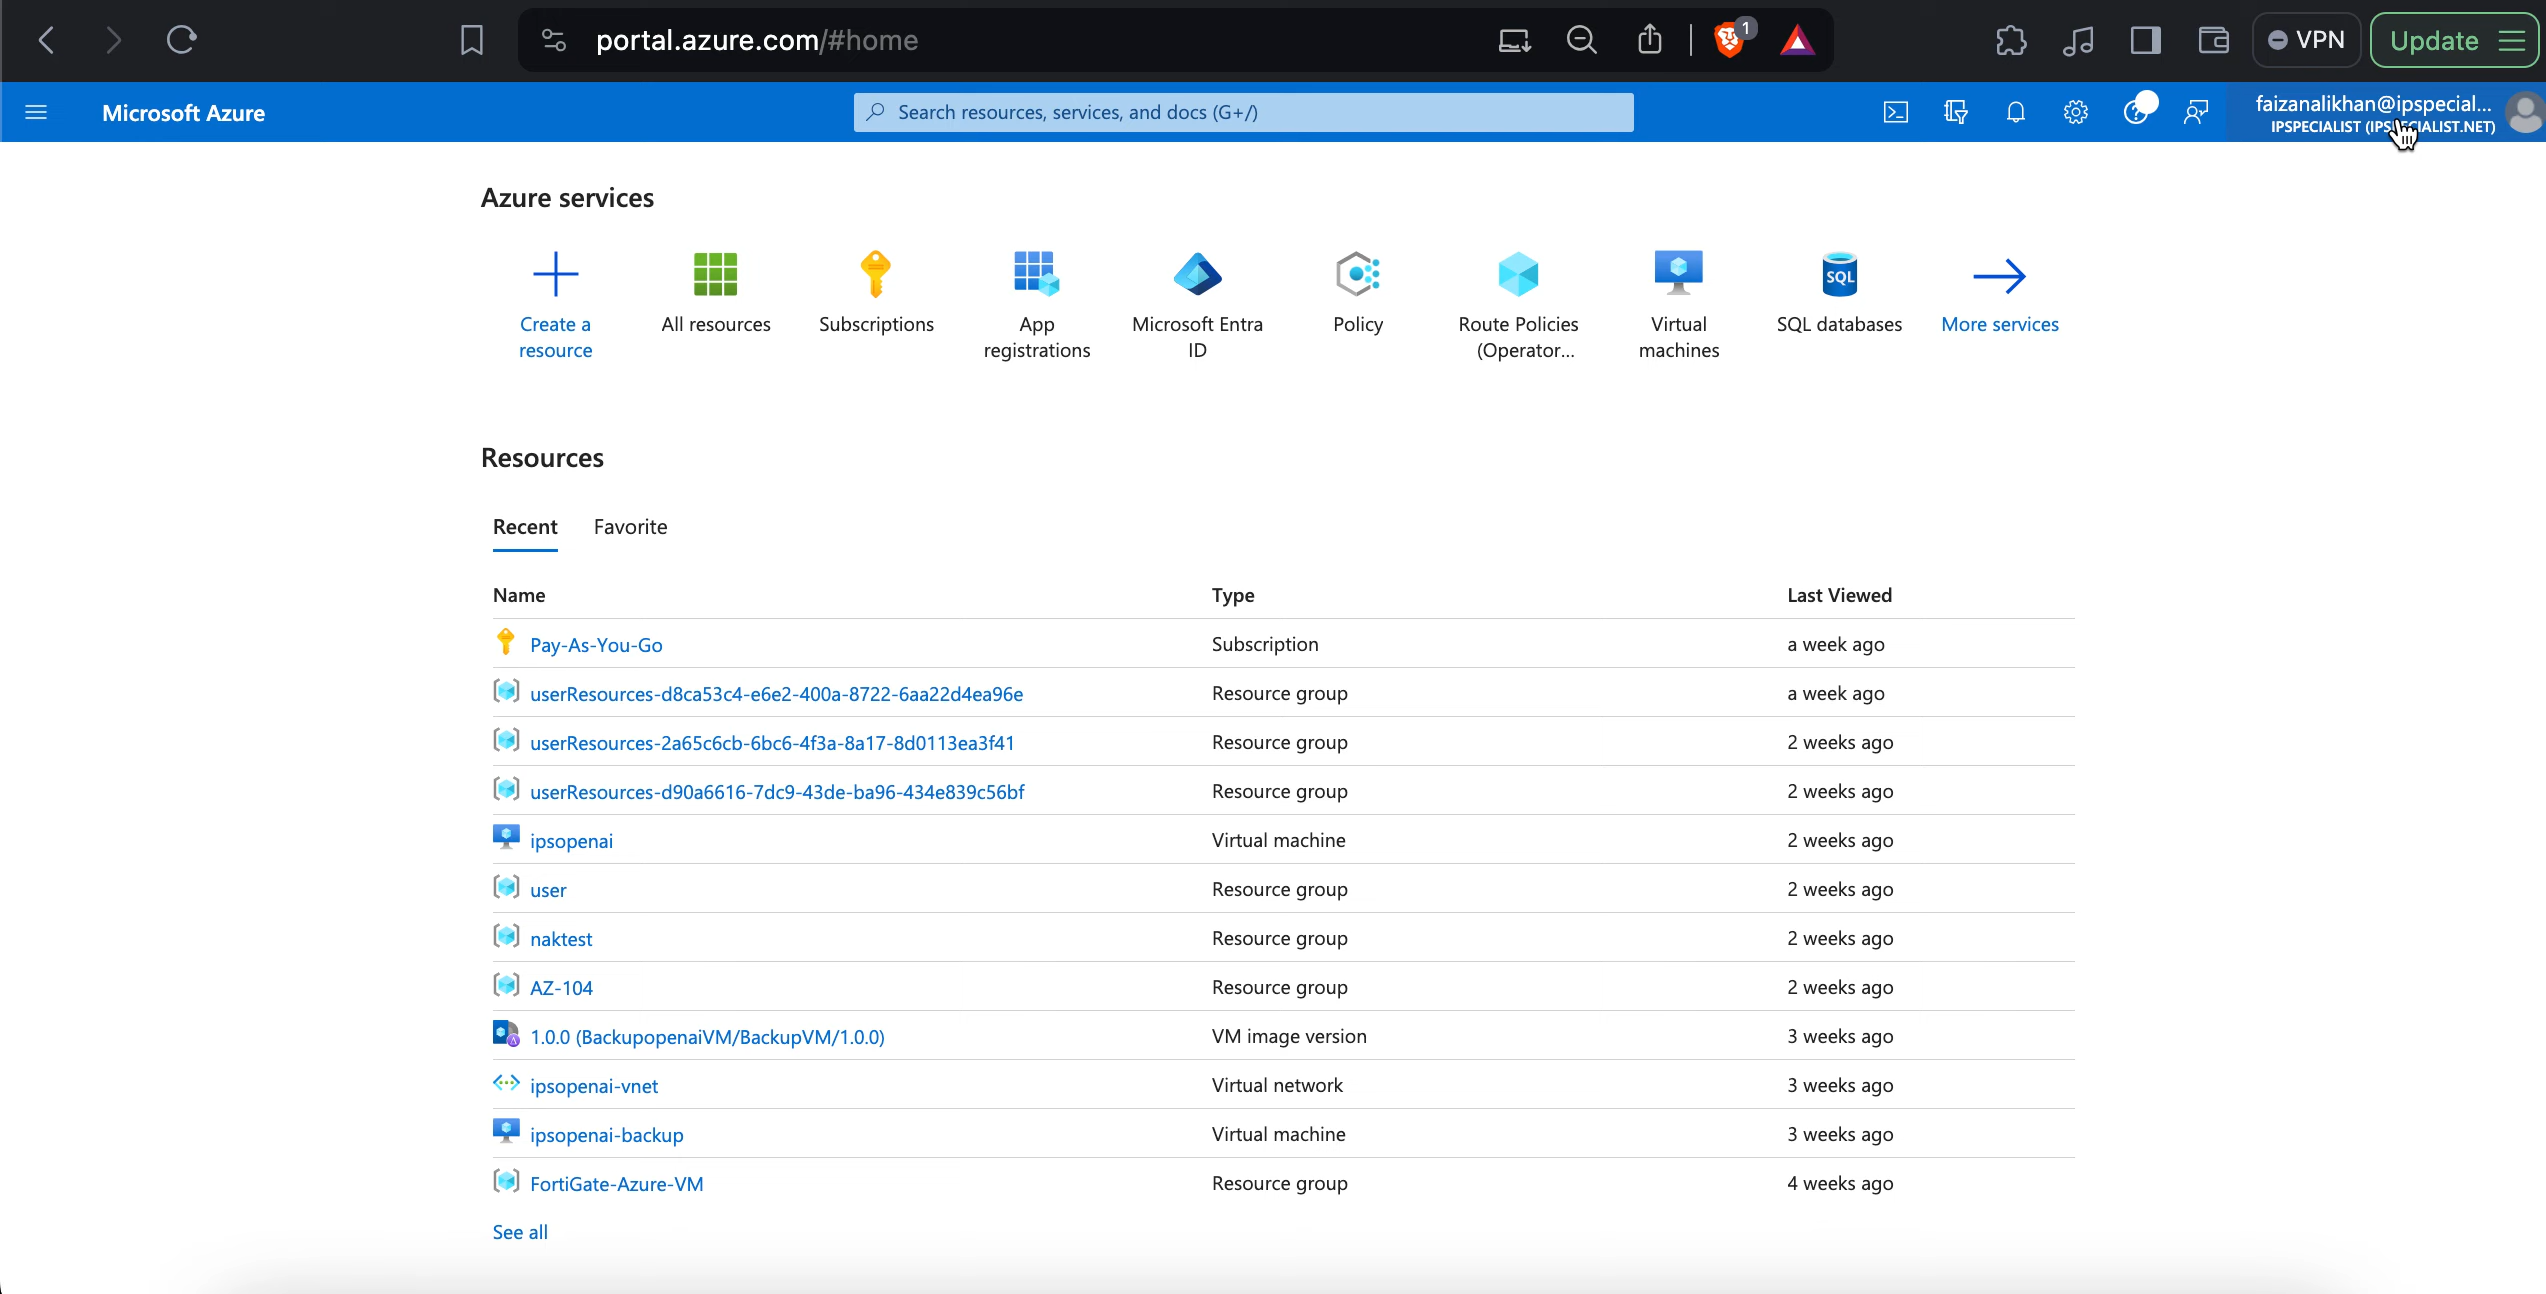 portal.azure.com/#home
1
VPN
Update
Microsoft Azure
Search resources, services, and docs (G+/)
faizanalikhan@ipspecial...
IPSPECIALIST (IPSPECIALIST.NET)
Azure services
Create a
resource
All resources
Subscriptions
App
registrations
Microsoft Entra
ID
Policy
Route Policies
(Operator...
Virtual
machines
SQL
SQL databases
More services
Resources
Recent
Favorite
Name Type Last Viewed
Pay-As-You-Go Subscription a week ago
userResources-d8ca53c4-e6e2-400a-8722-6aa22d4ea96e Resource group a week ago
userResources-2a65c6cb-6bc6-4f3a-8a17-8d0113ea3f41 Resource group 2 weeks ago
userResources-d90a6616-7dc9-43de-ba96-434e839c56bf Resource group 2 weeks ago
ipsopenai Virtual machine 2 weeks ago
user Resource group 2 weeks ago
naktest Resource group 2 weeks ago
AZ-104 Resource group 2 weeks ago
1.0.0 (BackupopenaiVM/BackupVM/1.0.0) VM image version 3 weeks ago
ipsopenai-vnet Virtual network 3 weeks ago
ipsopenai-backup Virtual machine 3 weeks ago
FortiGate-Azure-VM Resource group 4 weeks ago
See all